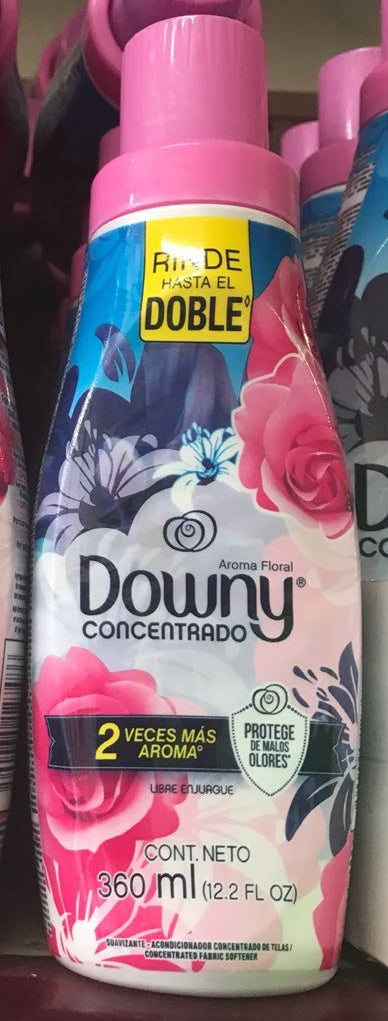 RINDE
HASTA EL
DOBLE◊
Aroma Floral
Downy®
CONCENTRADO
2 VECES MÁS
AROMA◊
PROTEGE
DE MALOS
OLORES*
LIBRE ENJUAGUE
CONT. NETO
360 ml (12.2 FL OZ)
SUAVIZANTE - ACONDICIONADOR CONCENTRADO DE TELAS /
CONCENTRATED FABRIC SOFTENER
D
CO